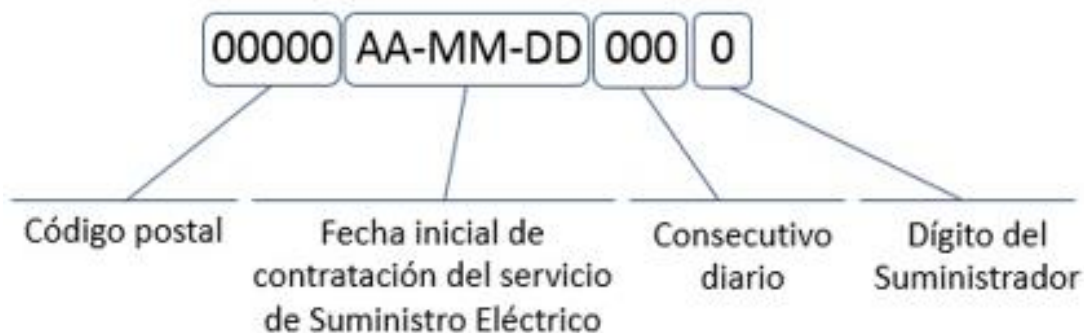 00000 AA-MM-DD 000 0
Código postal
Fecha inicial de
contratación del servicio
de Suministro Eléctrico
Consecutivo
diario
Dígito del
Suministrador